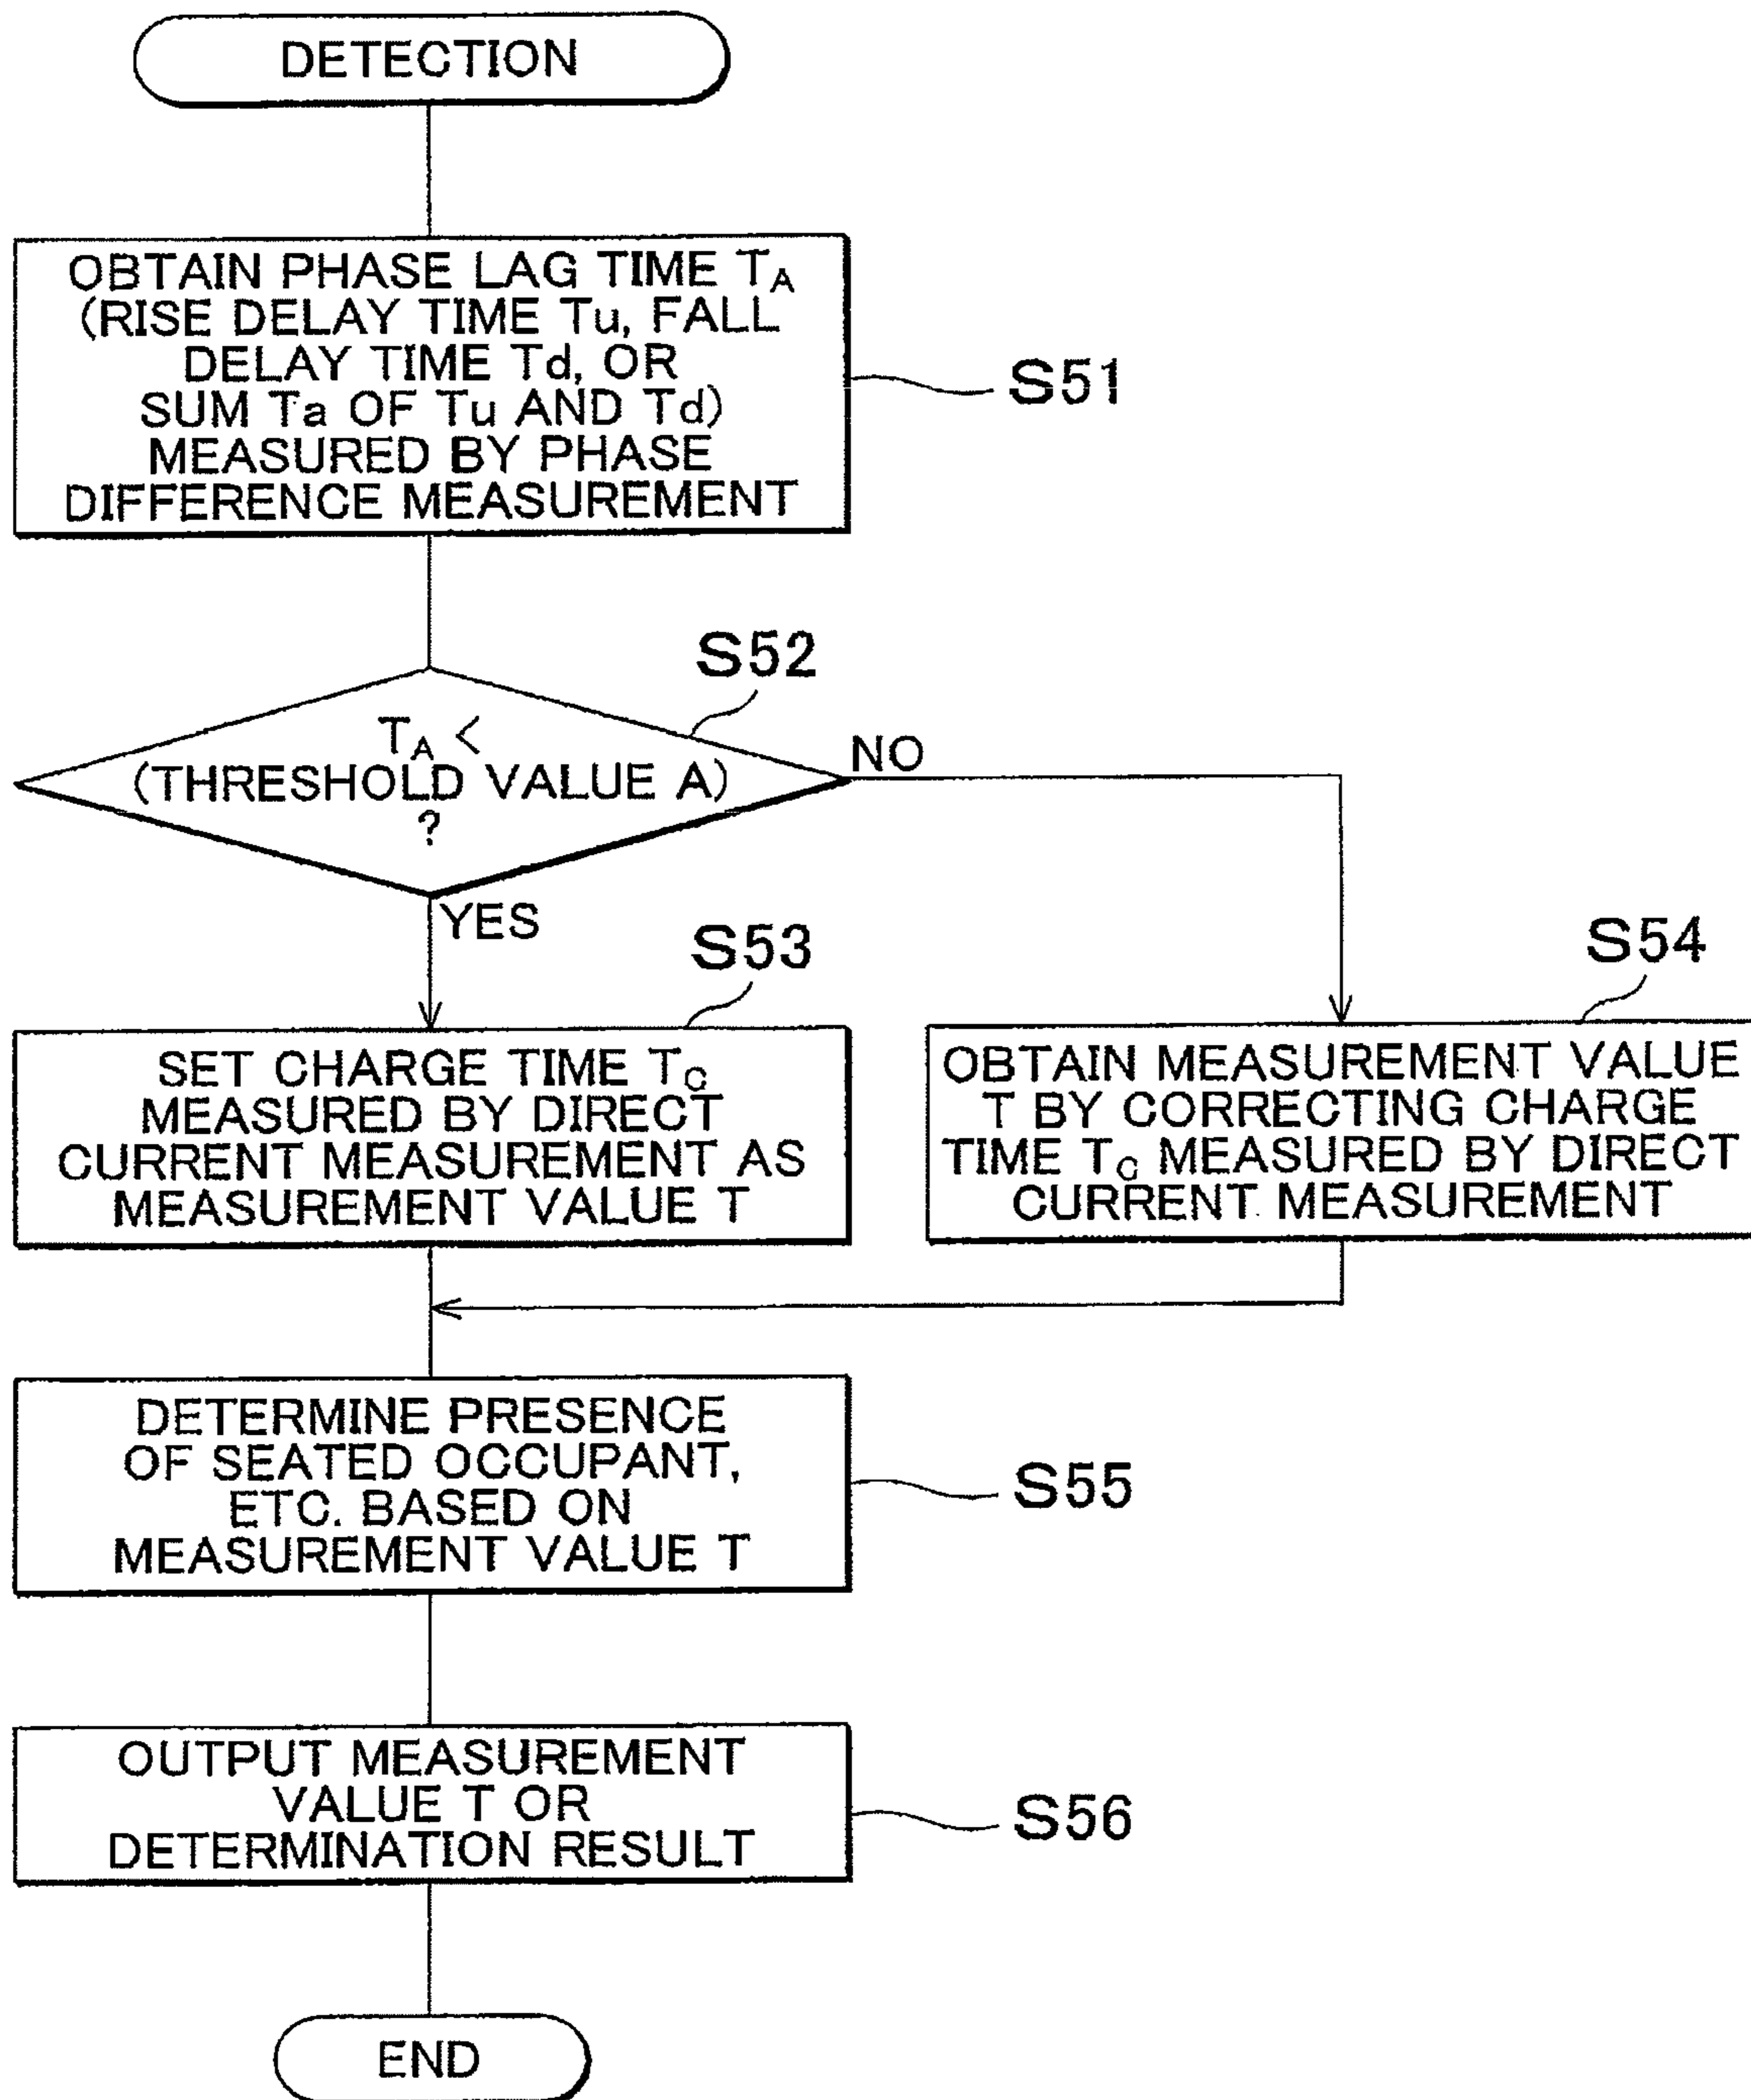 DETECTION
OBTAIN PHASE LAG TIME TA
(RISE DELAY TIME Tu, FALL
DELAY TIME Td, OR
SUM Ta OF Tu AND Td)
MEASURED BY PHASE
DIFFERENCE MEASUREMENT
S51
S52
TA <
(THRESHOLD VALUE A)
?
NO
YES
S53
SET CHARGE TIME TC
MEASURED BY DIRECT
CURRENT MEASUREMENT AS
MEASUREMENT VALUE T
S54
OBTAIN MEASUREMENT VALUE
T BY CORRECTING CHARGE
TIME TC MEASURED BY DIRECT
CURRENT MEASUREMENT
DETERMINE PRESENCE
OF SEATED OCCUPANT,
ETC. BASED ON
MEASUREMENT VALUE T
S55
OUTPUT MEASUREMENT
VALUE T OR
DETERMINATION RESULT
S56
END